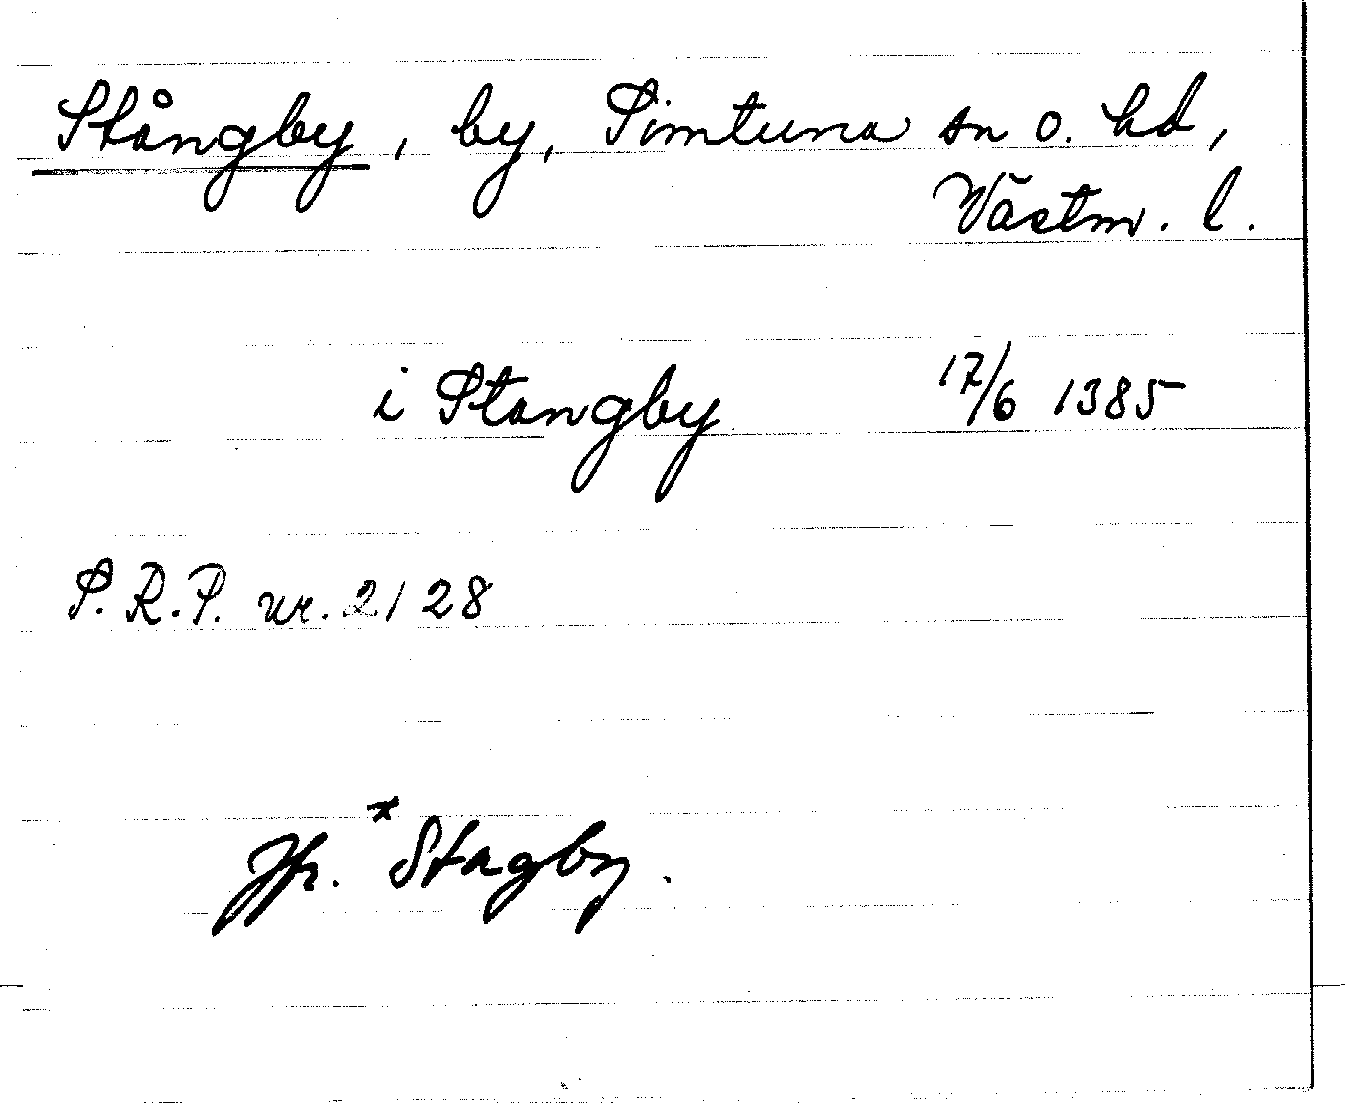 Stångby, by, Simtuna sn o. hd,
Västm. l.
i Stangby 17/6 1385
S.R.P. nr. 2128
Jfr. *Stagby.